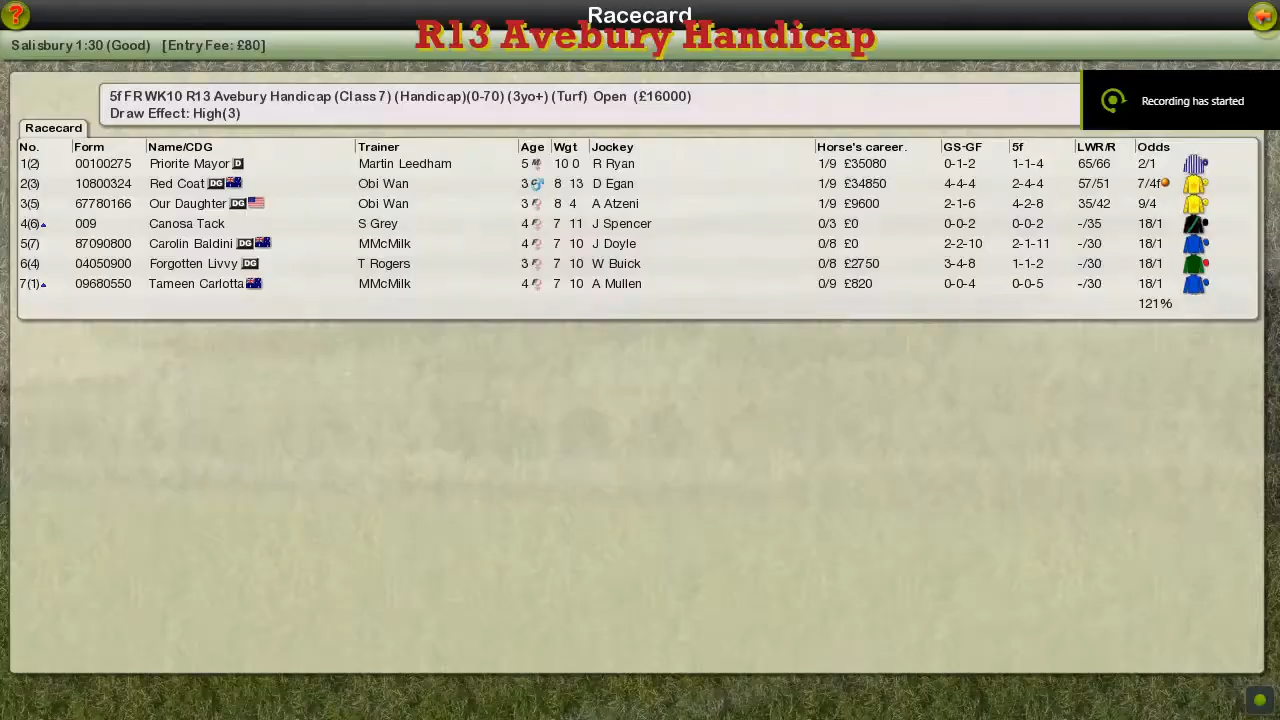 ?
Racecard
R13 Avebury Handicap
Salisbury 1:30 (Good) [Entry Fee: £80]
5f FR WK10 R13 Avebury Handicap (Class 7) (Handicap)(0-70) (3yo+) (Turf) Open (£16000)
Draw Effect: High(3)
Recording has started
Racecard
No. Form Name/CDG Trainer Age Wgt Jockey Horse's career. GS-GF 5f LWR/R Odds
1(2) 00100275 Priorite Mayor D Martin Leedham 5 10 0 R Ryan 1/9 £35080 0-1-2 1-1-4 65/66 2/1
2(3) 10800324 Red Coat DG Obi Wan 3 8 13 D Egan 1/9 £34850 4-4-4 2-4-4 57/51 7/4f
3(5) 67780166 Our Daughter DG Obi Wan 3 8 4 A Atzeni 1/9 £9600 2-1-6 4-2-8 35/42 9/4
4(6) 009 Canosa Tack S Grey 4 7 11 J Spencer 0/3 £0 0-0-2 0-0-2 -/35 18/1
5(7) 87090800 Carolin Baldini DG MMcMilk 4 7 10 J Doyle 0/8 £0 2-2-10 2-1-11 -/30 18/1
6(4) 04050900 Forgotten Livvy DG T Rogers 3 7 10 W Buick 0/8 £2750 3-4-8 1-1-2 -/30 18/1
7(1) 09680550 Tameen Carlotta MMcMilk 4 7 10 A Mullen 0/9 £820 0-0-4 0-0-5 -/30 18/1
121%